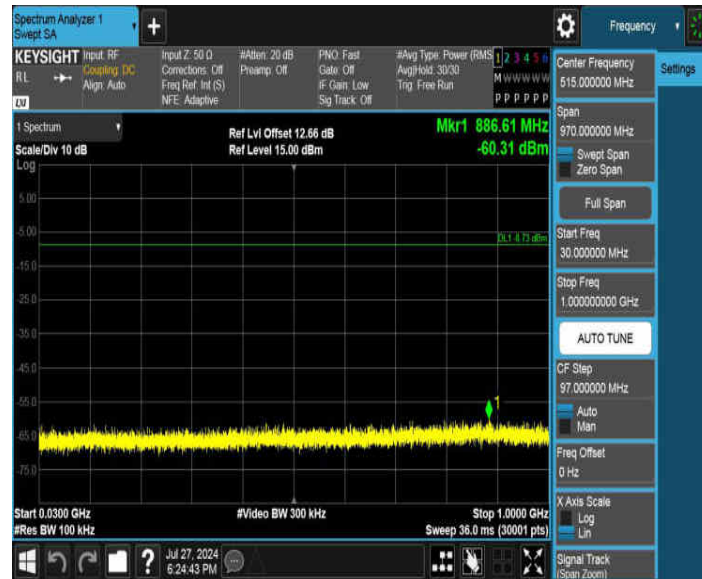 Spectrum Analyzer 1
Swept SA
Frequency
KEYSIGHT
RL
LXI
Input: RF
Coupling: DC
Align: Auto
Input Z: 50 Ω
Corrections: Off
Freq Ref: Int (S)
NFE: Adaptive
#Atten: 20 dB
Preamp: Off
PNO: Fast
Gate: Off
IF Gain: Low
Sig Track: Off
#Avg Type: Power (RMS
Avg|Hold: 30/30
Trig: Free Run
1 2 3 4 5 6
M W W W W W
P P P P P P
1 Spectrum
Scale/Div 10 dB
Log
Ref Lvl Offset 12.66 dB
Ref Level 15.00 dBm
Mkr1 886.61 MHz
-60.31 dBm
5.00
-5.00
-15.0
-25.0
-35.0
-45.0
-55.0
-65.0
-75.0
DL1 -8.73 dBm
1
Start 0.0300 GHz
#Res BW 100 kHz
#Video BW 300 kHz
Stop 1.0000 GHz
Sweep 36.0 ms (30001 pts)
?
Jul 27, 2024
6:24:43 PM
Center Frequency
515.000000 MHz
Settings
Span
970.000000 MHz
Swept Span
Zero Span
Full Span
Start Freq
30.000000 MHz
Stop Freq
1.000000000 GHz
AUTO TUNE
CF Step
97.000000 MHz
Auto
Man
Freq Offset
0 Hz
X Axis Scale
Log
Lin
Signal Track
(Span Zoom)